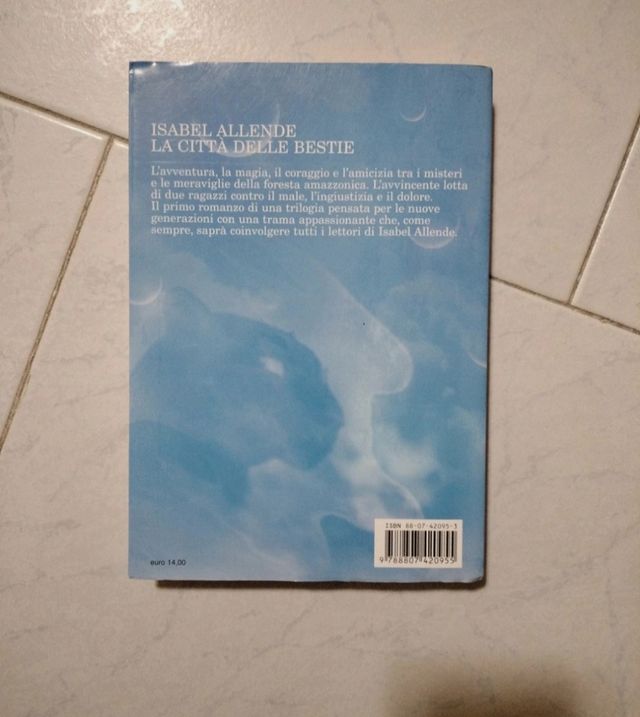 ISABEL ALLENDE
LA CITTÀ DELLE BESTIE
L'avventura, la magia, il coraggio e l'amicizia tra i misteri
e le meraviglie della foresta amazzonica. L'avvincente lotta
di due ragazzi contro il male, l'ingiustizia e il dolore.
Il primo romanzo di una trilogia pensata per le nuove
generazioni con una trama appassionante che, come
sempre, saprà coinvolgere tutti i lettori di Isabel Allende.
ISBN 88-07-42095-3
9 788807 420955
euro 14,00